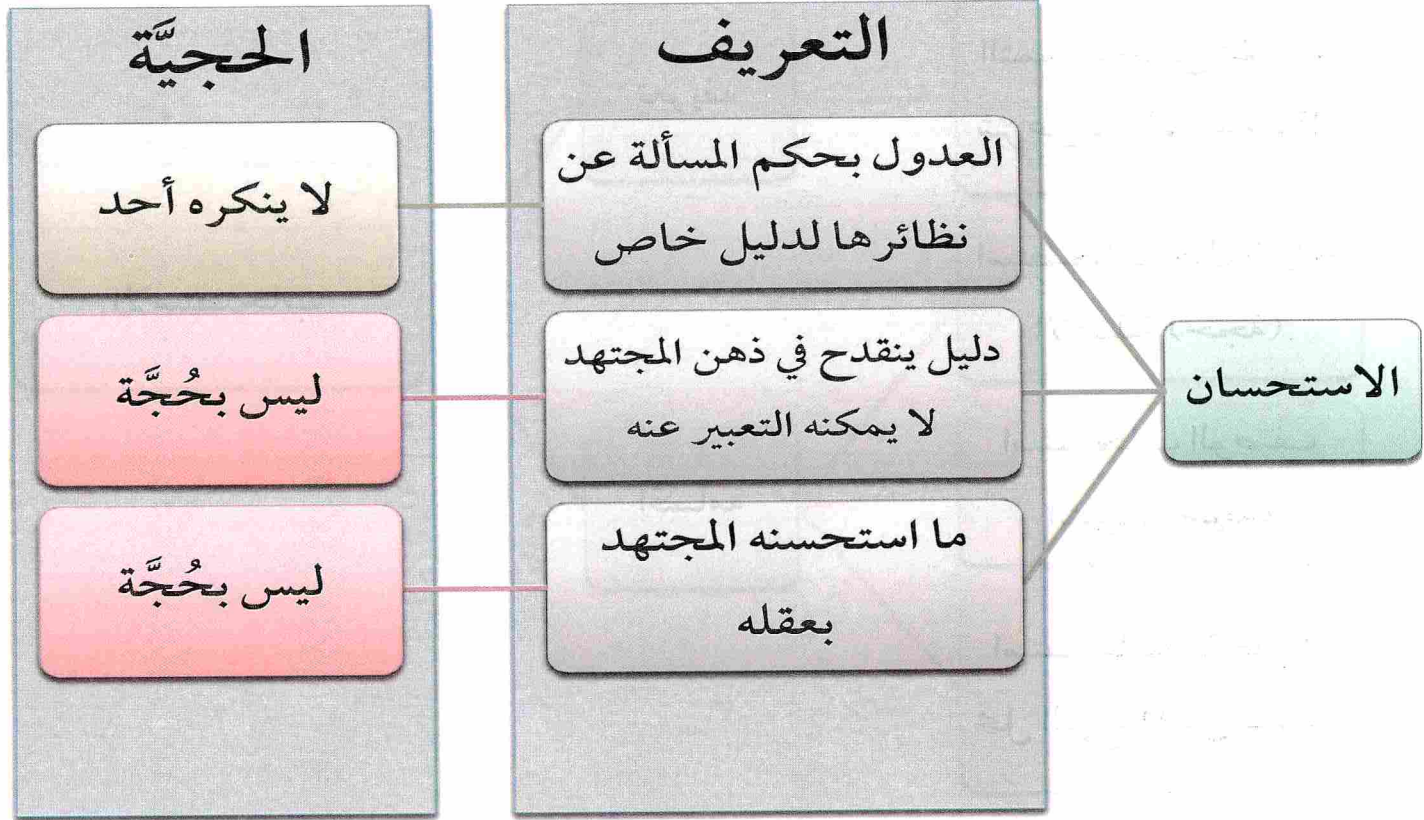 الاستحسان
التعريف
العدول بحكم المسألة عن
نظائرها لدليل خاص
دليل ينقدح في ذهن المجتهد
لا يمكنه التعبير عنه
ما استحسنه المجتهد
بعقله
الحجيَّة
لا ينكره أحد
ليس بحُجَّة
ليس بحُجَّة